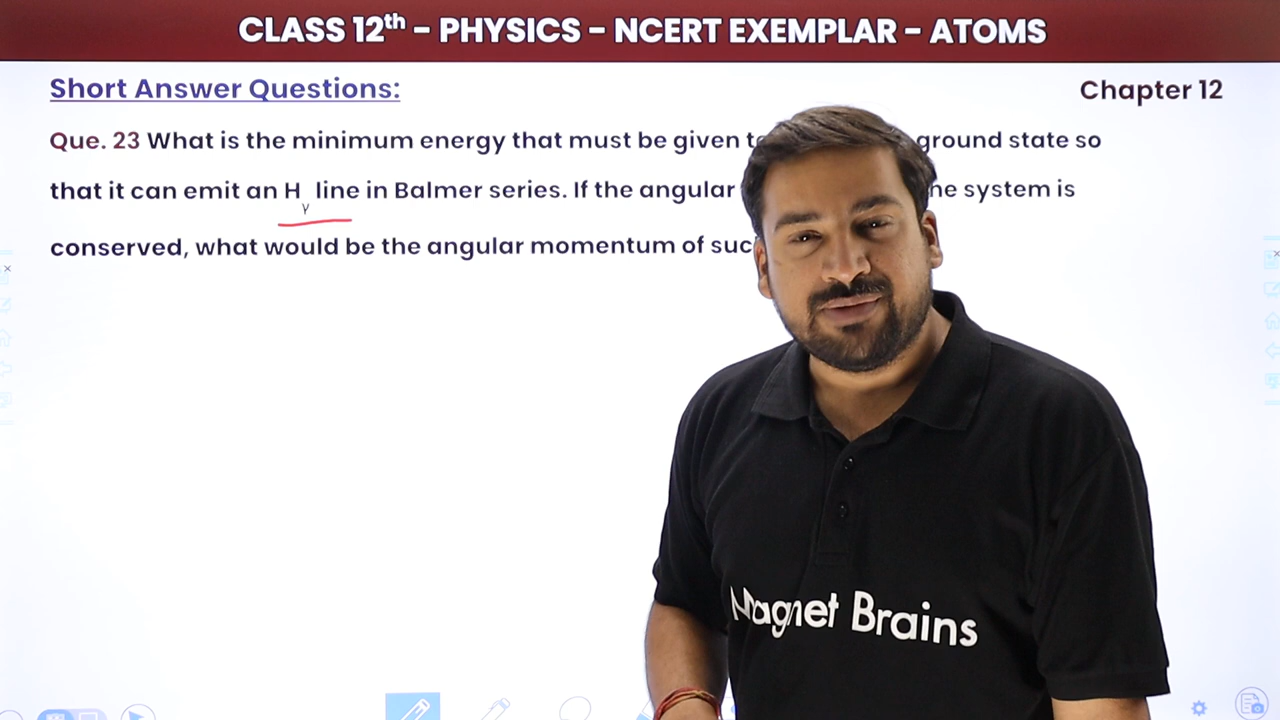 CLASS 12th - PHYSICS - NCERT EXEMPLAR - ATOMS
Short Answer Questions:
Chapter 12
Que. 23 What is the minimum energy that must be given ground state so
that it can emit an Hγ line in Balmer series. If the angular system is
conserved, what would be the angular momentum of
Magnet Brains